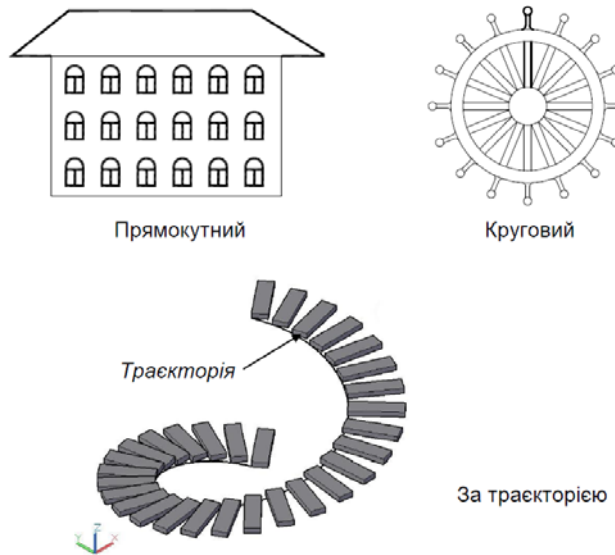 Прямокутний
Круговий
Траєкторія
За траєкторією
Z
Y
X